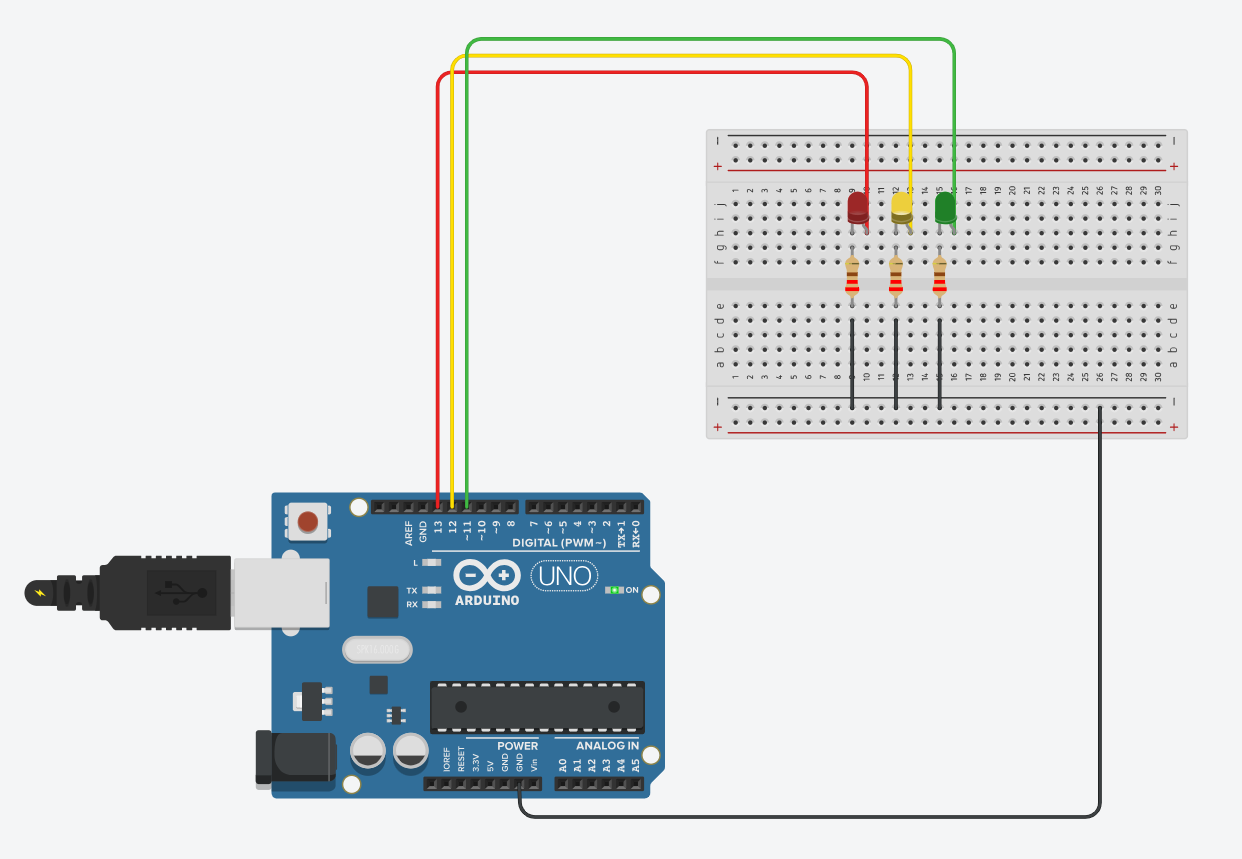 − −
+ +
1 2 3 4 5 6 7 8 9 10 11 12 13 14 15 16 17 18 19 20 21 22 23 24 25 26 27 28 29 30
j j
i i
h h
g g
f f
e e
d d
c c
b b
a a
1 2 3 4 5 6 7 8 9 10 11 12 13 14 15 16 17 18 19 20 21 22 23 24 25 26 27 28 29 30
− −
+ +
AREF GND 13 12 ~11 ~10 ~9 8 7 ~6 ~5 4 ~3 2 TX→1 RX←0
DIGITAL (PWM~)
L
TX
RX
UNO
ON
ARDUINO
POWER ANALOG IN
IOREF RESET 3.3V 5V GND GND Vin A0 A1 A2 A3 A4 A5